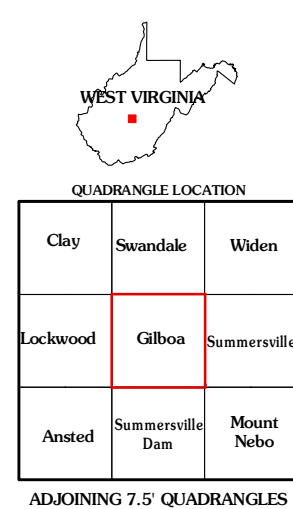 WEST VIRGINIA
QUADRANGLE LOCATION
Clay Swandale Widen
Lockwood Gilboa Summersville
Ansted Summersville Dam Mount Nebo
ADJOINING 7.5' QUADRANGLES